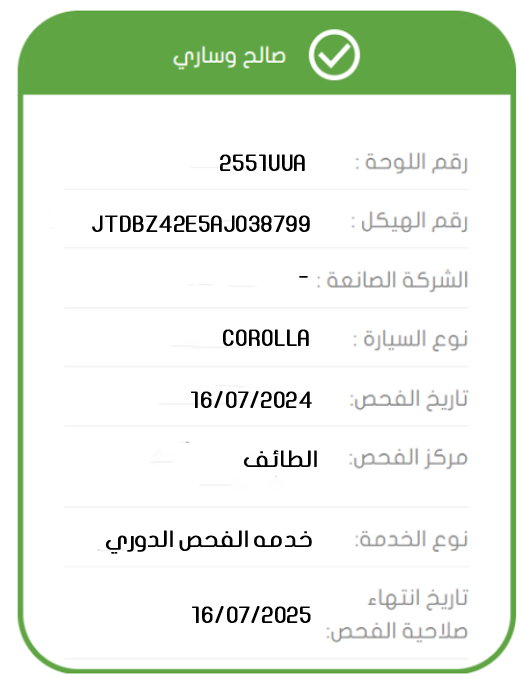 صالح وساري
رقم اللوحة : 2551UUA
رقم الهيكل : JTDBZ42E5AJ038799
الشركة الصانعة : -
نوع السيارة : COROLLA
تاريخ الفحص: 16/07/2024
مركز الفحص: الطائف
نوع الخدمة: خدمه الفحص الدوري
تاريخ انتهاء
صلاحية الفحص: 16/07/2025